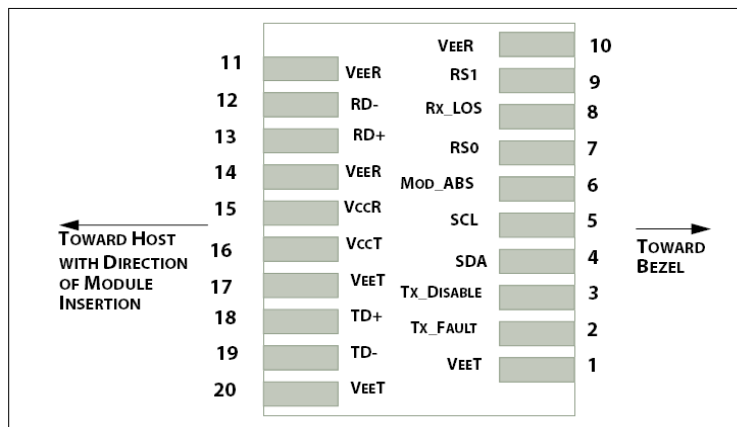 11 VEER
12 RD-
13 RD+
14 VEER
15 VCCR
16 VCCT
17 VEET
18 TD+
19 TD-
20 VEET
VEER 10
RS1 9
RX_LOS 8
RS0 7
MOD_ABS 6
SCL 5
SDA 4
TX_DISABLE 3
TX_FAULT 2
VEET 1
TOWARD HOST
WITH DIRECTION
OF MODULE
INSERTION
TOWARD
BEZEL